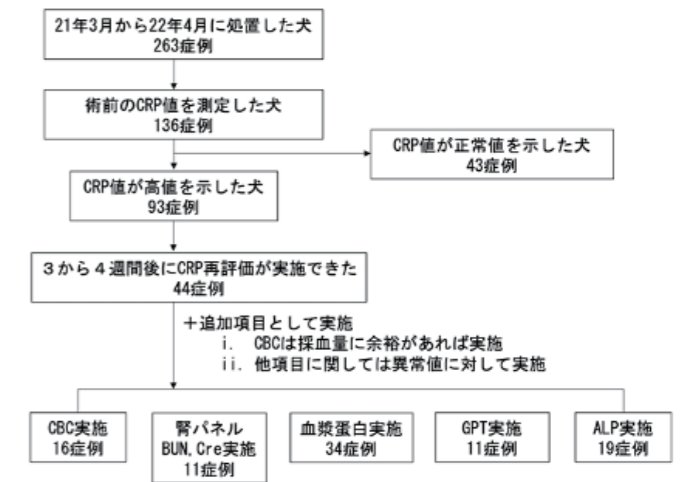 21年3月から22年4月に処置した犬
263症例
術前のCRP値を測定した犬
136症例
CRP値が正常値を示した犬
43症例
CRP値が高値を示した犬
93症例
３から４週間後にCRP再評価が実施できた
44症例
＋追加項目として実施
i. CBCは採血量に余裕があれば実施
ii. 他項目に関しては異常値に対して実施
CBC実施
16症例
腎パネル
BUN,Cre実施
11症例
血漿蛋白実施
34症例
GPT実施
11症例
ALP実施
19症例